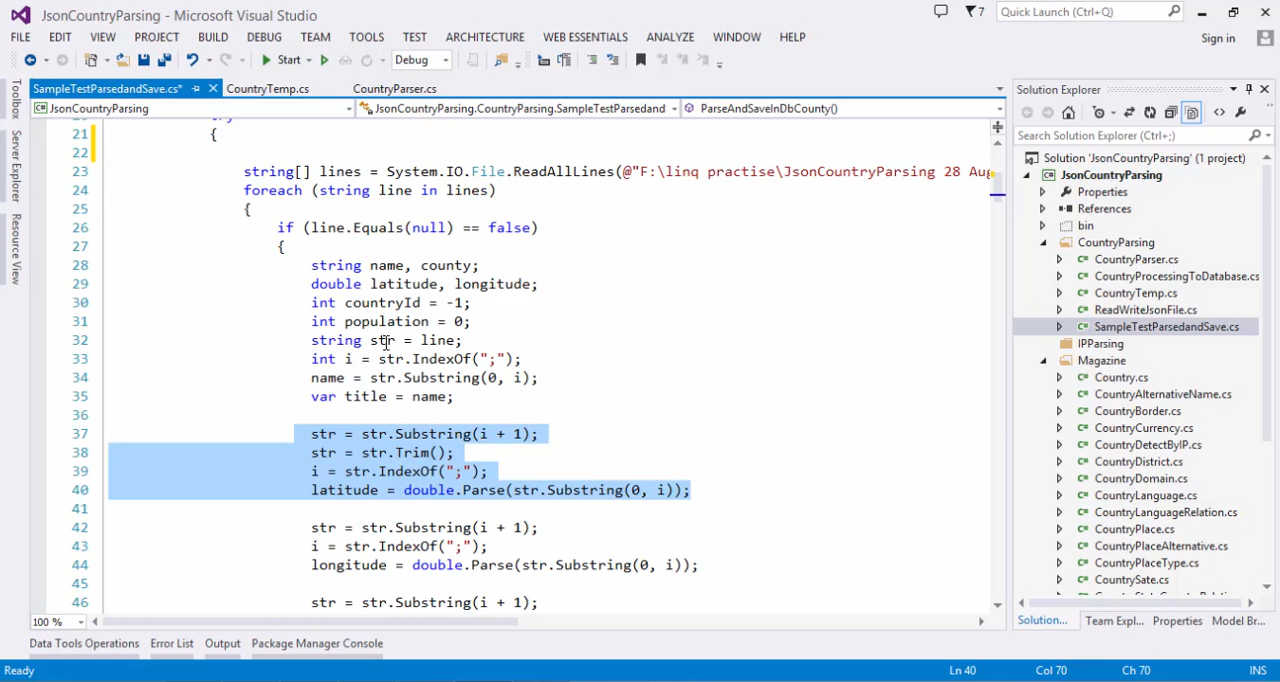 JsonCountryParsing - Microsoft Visual Studio
7
Quick Launch (Ctrl+Q)
FILE EDIT VIEW PROJECT BUILD DEBUG TEAM TOOLS TEST ARCHITECTURE WEB ESSENTIALS ANALYZE WINDOW HELP
Sign in
Start Debug
SampleTestParsedandSave.cs* CountryTemp.cs CountryParser.cs
JsonCountryParsing JsonCountryParsing.CountryParsing.SampleTestParsedand ParseAndSaveInDbCounty()
Toolbox
Server Explorer
Resource View
21 {
22
23 string[] lines = System.IO.File.ReadAllLines(@"F:\linq practise\JsonCountryParsing 28 Aug
24 foreach (string line in lines)
25 {
26 if (line.Equals(null) == false)
27 {
28 string name, county;
29 double latitude, longitude;
30 int countryId = -1;
31 int population = 0;
32 string str = line;
33 int i = str.IndexOf(";");
34 name = str.Substring(0, i);
35 var title = name;
36
37 str = str.Substring(i + 1);
38 str = str.Trim();
39 i = str.IndexOf(";");
40 latitude = double.Parse(str.Substring(0, i));
41
42 str = str.Substring(i + 1);
43 i = str.IndexOf(";");
44 longitude = double.Parse(str.Substring(0, i));
45
46 str = str.Substring(i + 1);
100 %
Data Tools Operations Error List Output Package Manager Console
Ready Ln 40 Col 70 Ch 70 INS
Solution Explorer
Search Solution Explorer (Ctrl+;)
Solution 'JsonCountryParsing' (1 project)
JsonCountryParsing
Properties
References
bin
CountryParsing
CountryParser.cs
CountryProcessingToDatabase.cs
CountryTemp.cs
ReadWriteJsonFile.cs
SampleTestParsedandSave.cs
IPParsing
Magazine
Country.cs
CountryAlternativeName.cs
CountryBorder.cs
CountryCurrency.cs
CountryDetectByIP.cs
CountryDistrict.cs
CountryDomain.cs
CountryLanguage.cs
CountryLanguageRelation.cs
CountryPlace.cs
CountryPlaceAlternative.cs
CountryPlaceType.cs
CountrySate.cs
Solution... Team Expl... Properties Model Br...